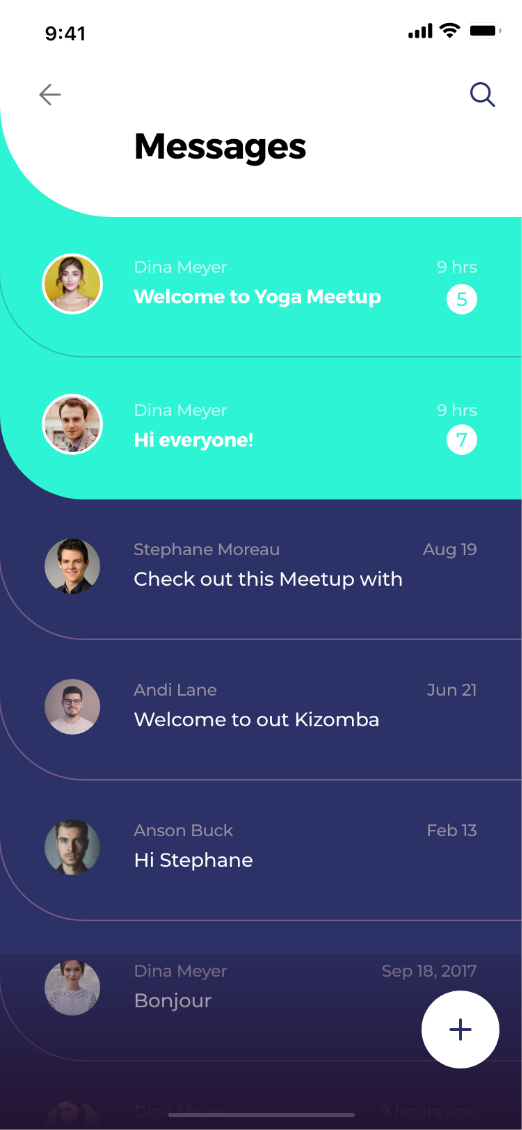 9:41
Messages
Dina Meyer 9 hrs
Welcome to Yoga Meetup 5
Dina Meyer 9 hrs
Hi everyone! 7
Stephane Moreau Aug 19
Check out this Meetup with
Andi Lane Jun 21
Welcome to out Kizomba
Anson Buck Feb 13
Hi Stephane
Dina Meyer Sep 18, 2017
Bonjour
Dina Meyer 9 hours ago